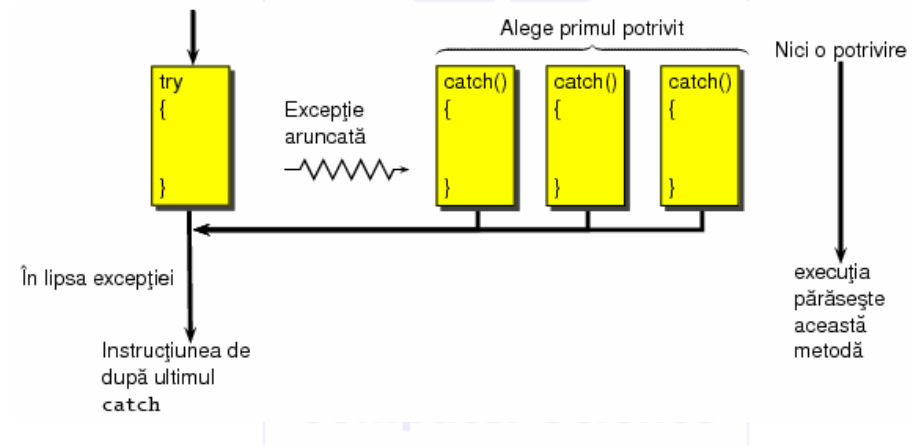 Alege primul potrivit
Nici o potrivire
try
{
}
Excepţie
aruncată
catch()
{
}
catch()
{
}
catch()
{
}
În lipsa excepţiei
execuţia
părăseşte
această
metodă
Instrucţiunea de
după ultimul
catch